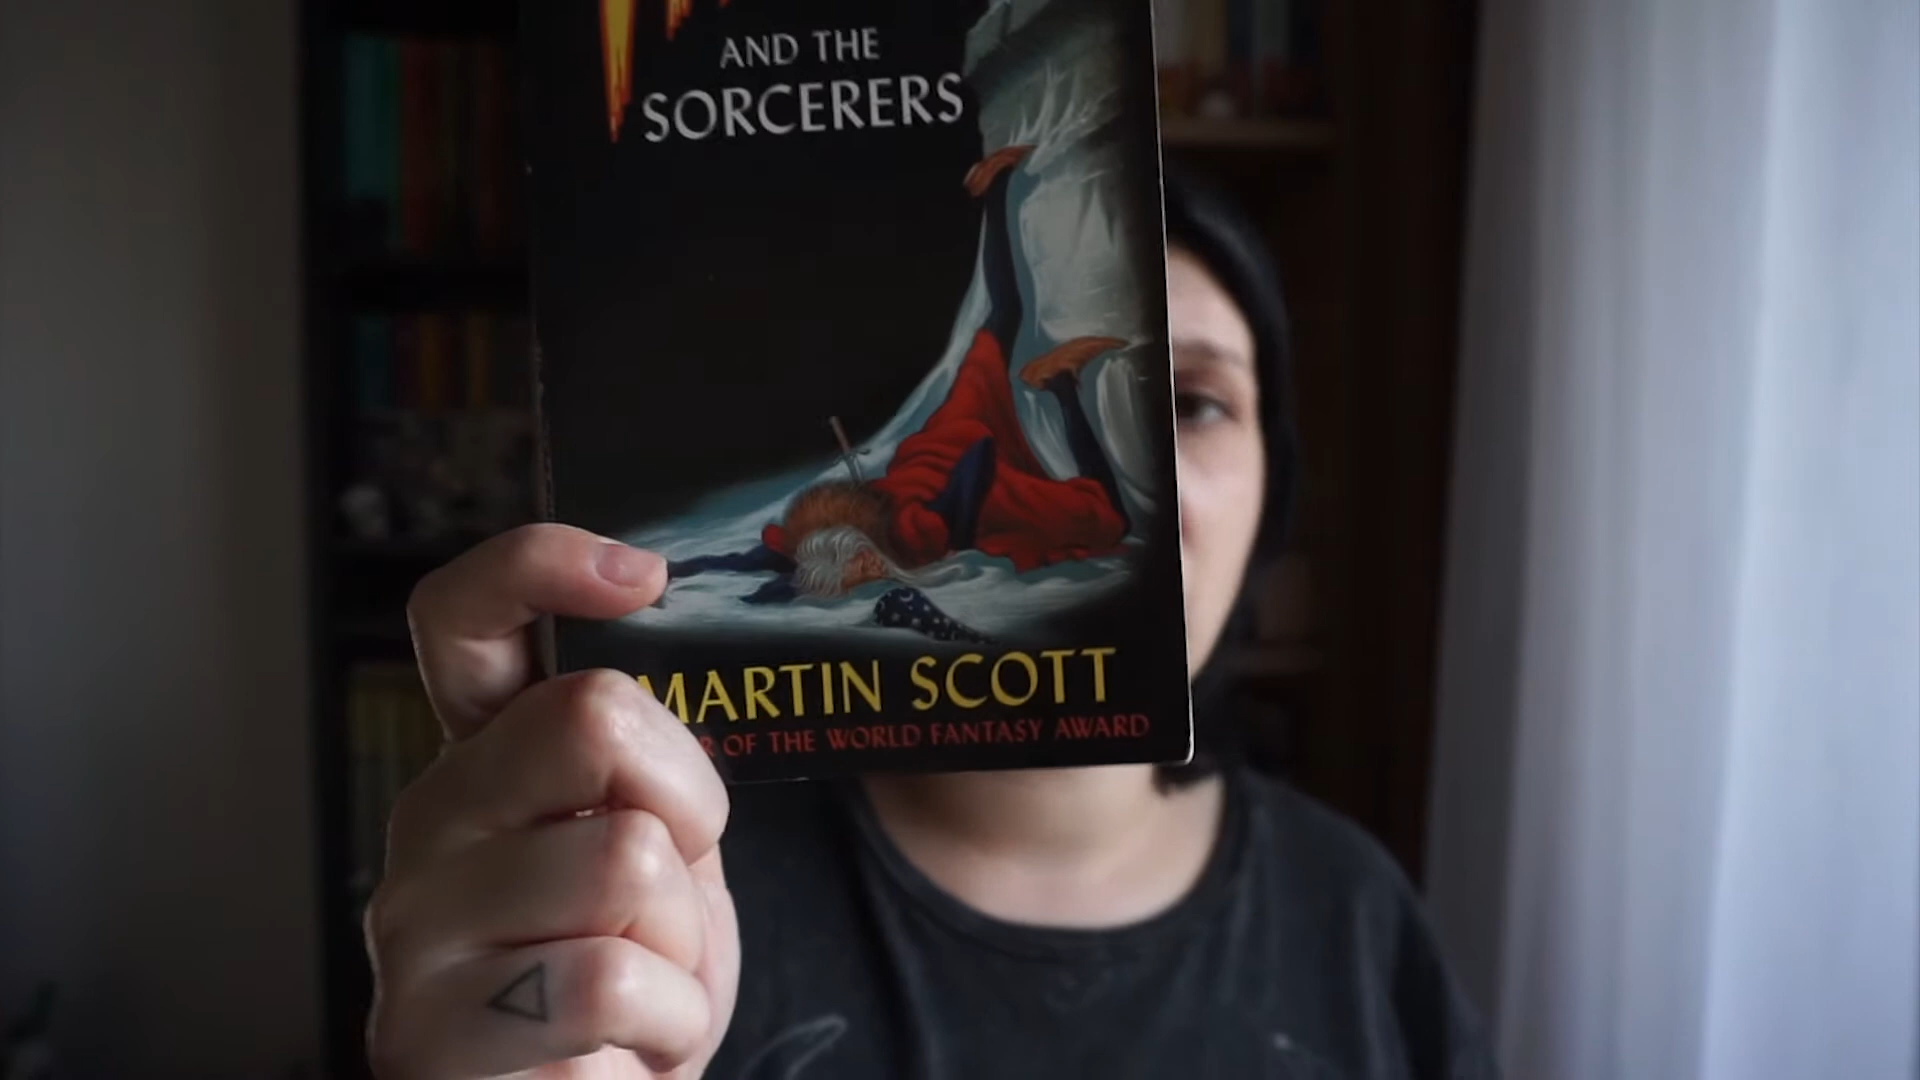 AND THE
SORCERERS
MARTIN SCOTT
OF THE WORLD FANTASY AWARD